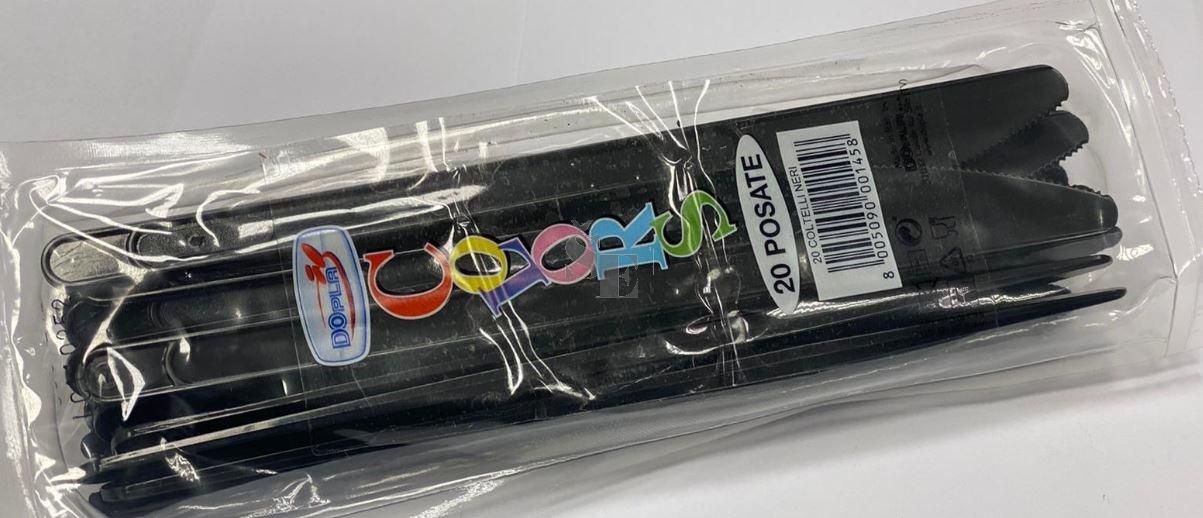 DOPLA
COLORS
20 POSATE
20 COLTELLI NERI
8 005090 001458